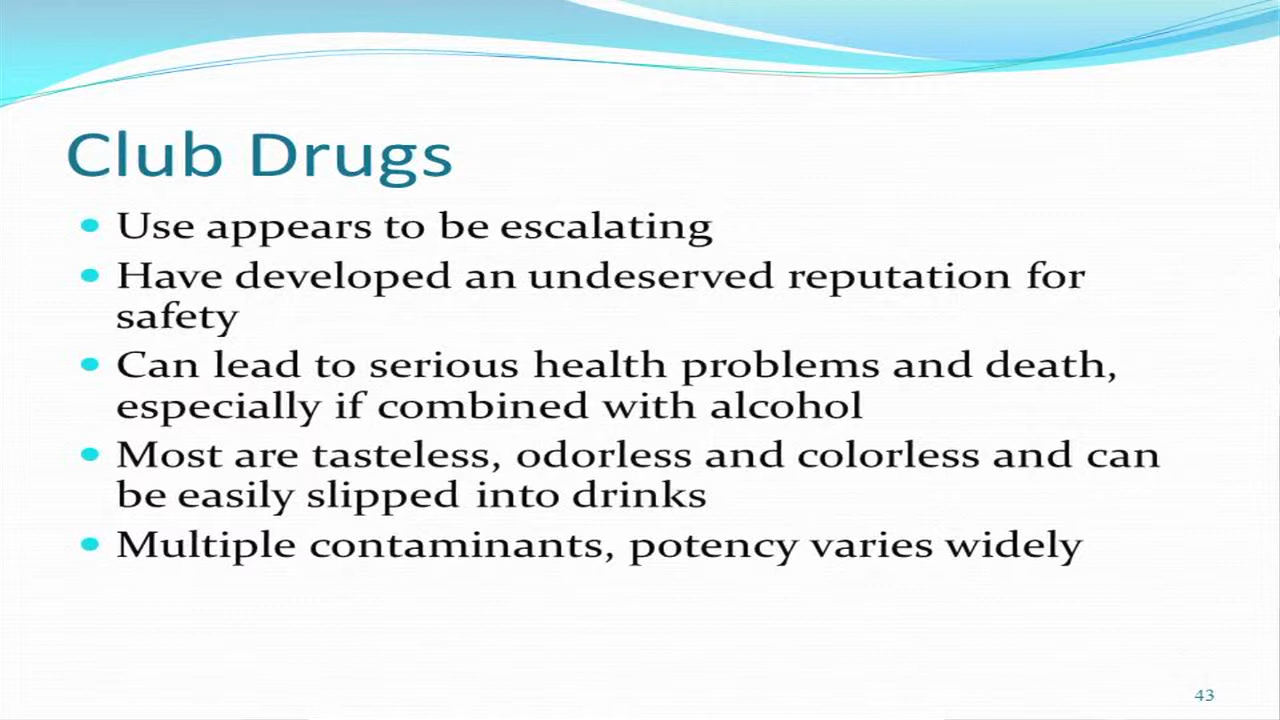 Club Drugs
• Use appears to be escalating
• Have developed an undeserved reputation for
safety
• Can lead to serious health problems and death,
especially if combined with alcohol
• Most are tasteless, odorless and colorless and can
be easily slipped into drinks
• Multiple contaminants, potency varies widely
43